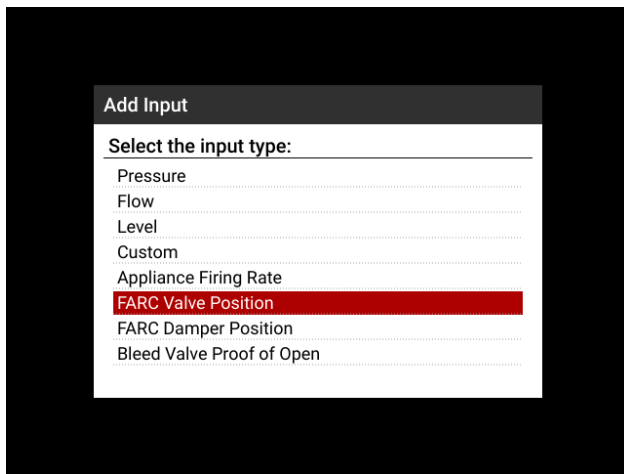 Add Input
Select the input type:
Pressure
Flow
Level
Custom
Appliance Firing Rate
FARC Valve Position
FARC Damper Position
Bleed Valve Proof of Open